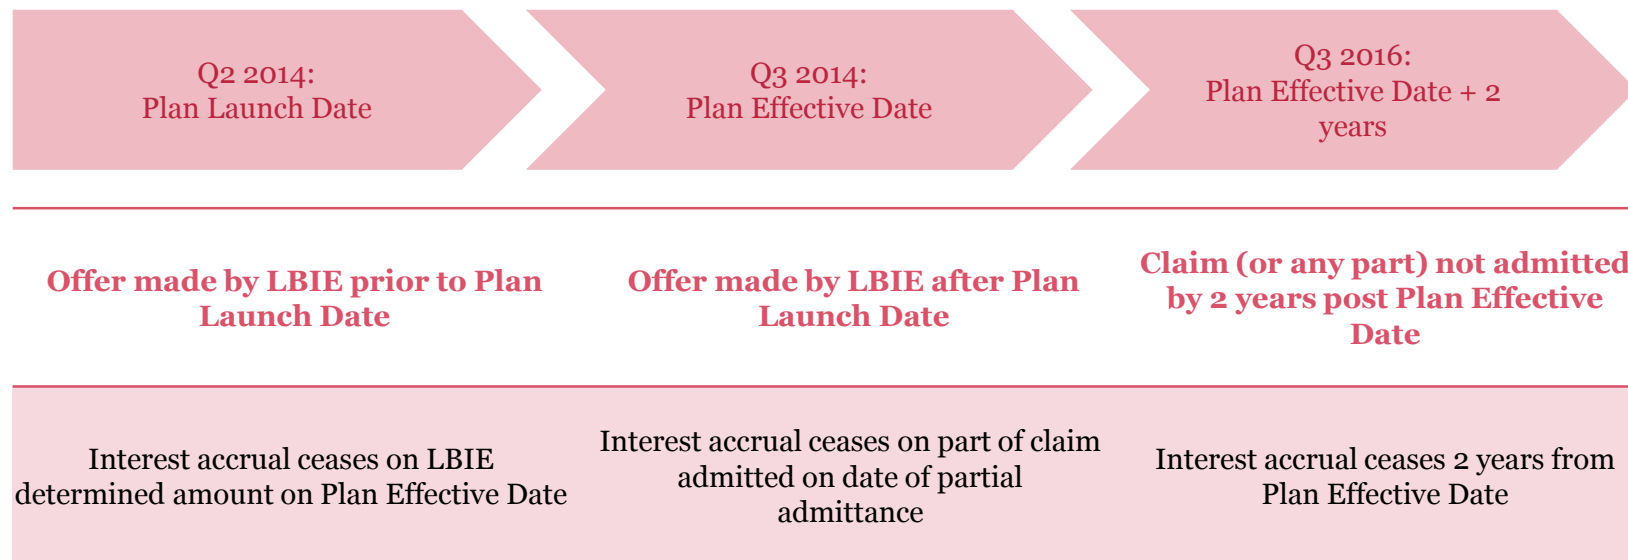 Q2 2014:
Plan Launch Date
Q3 2014:
Plan Effective Date
Q3 2016:
Plan Effective Date + 2
years
Offer made by LBIE prior to Plan
Launch Date
Offer made by LBIE after Plan
Launch Date
Claim (or any part) not admitted
by 2 years post Plan Effective
Date
Interest accrual ceases on LBIE
determined amount on Plan Effective Date
Interest accrual ceases on part of claim
admitted on date of partial
admittance
Interest accrual ceases 2 years from
Plan Effective Date